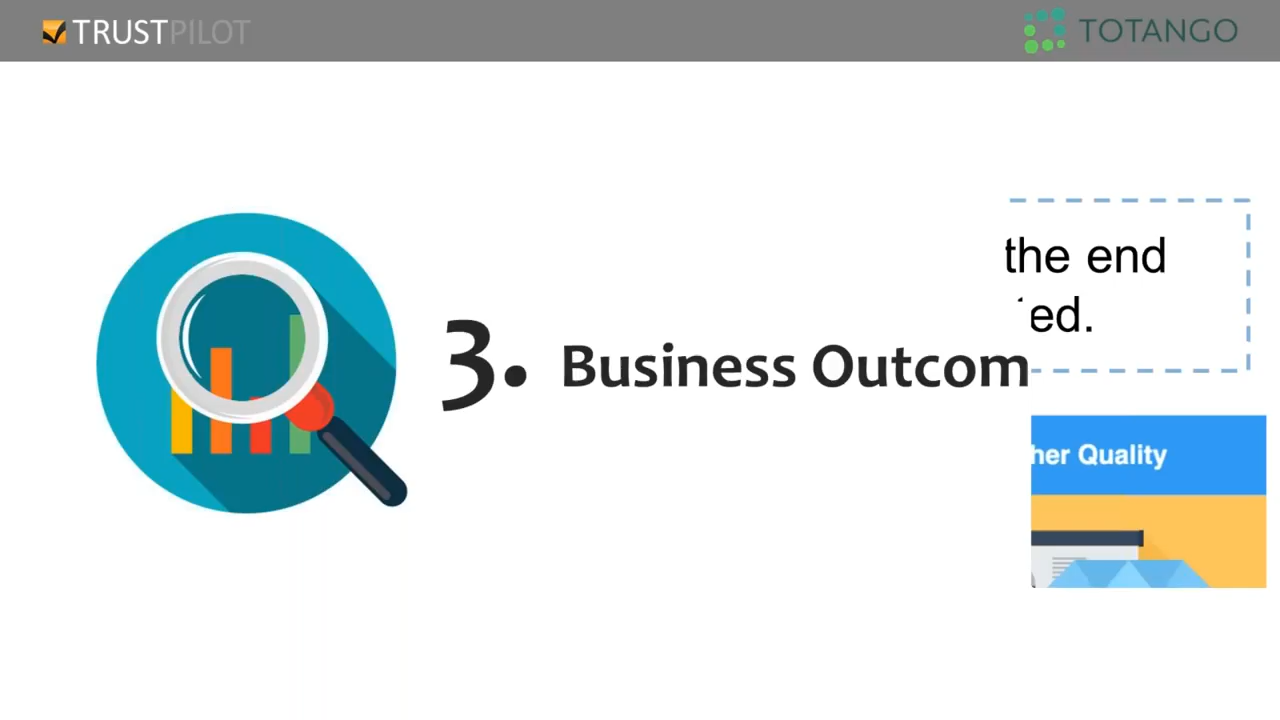 TRUSTPILOT
TOTANGO
the end
ed.
3. Business Outcom
her Quality